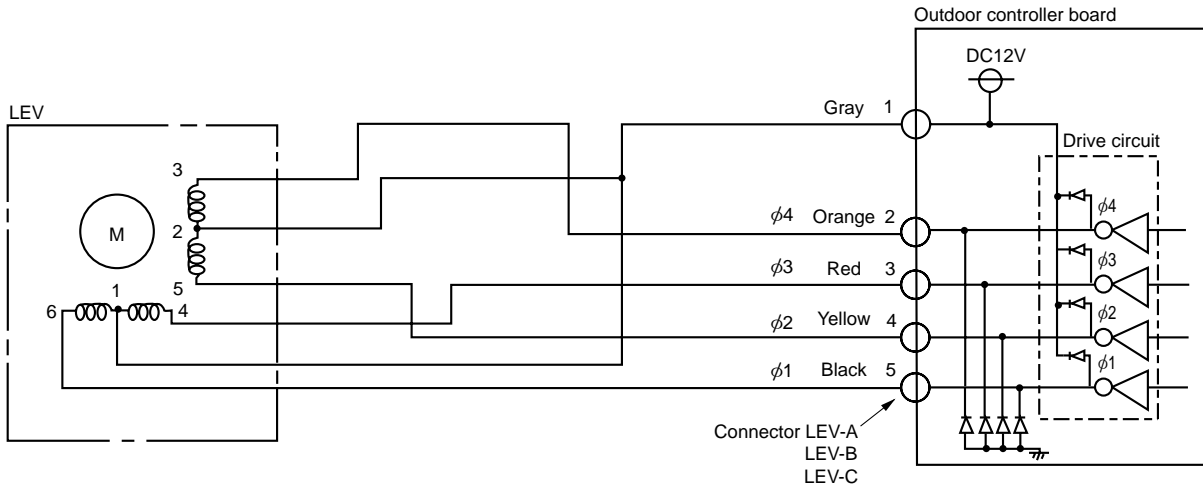 Outdoor controller board
DC12V
LEV
Gray 1
Drive circuit
3
M
2
5
1
6
4
ϕ4 Orange 2
ϕ3 Red 3
ϕ2 Yellow 4
ϕ1 Black 5
ϕ4
ϕ3
ϕ2
ϕ1
Connector LEV-A
LEV-B
LEV-C